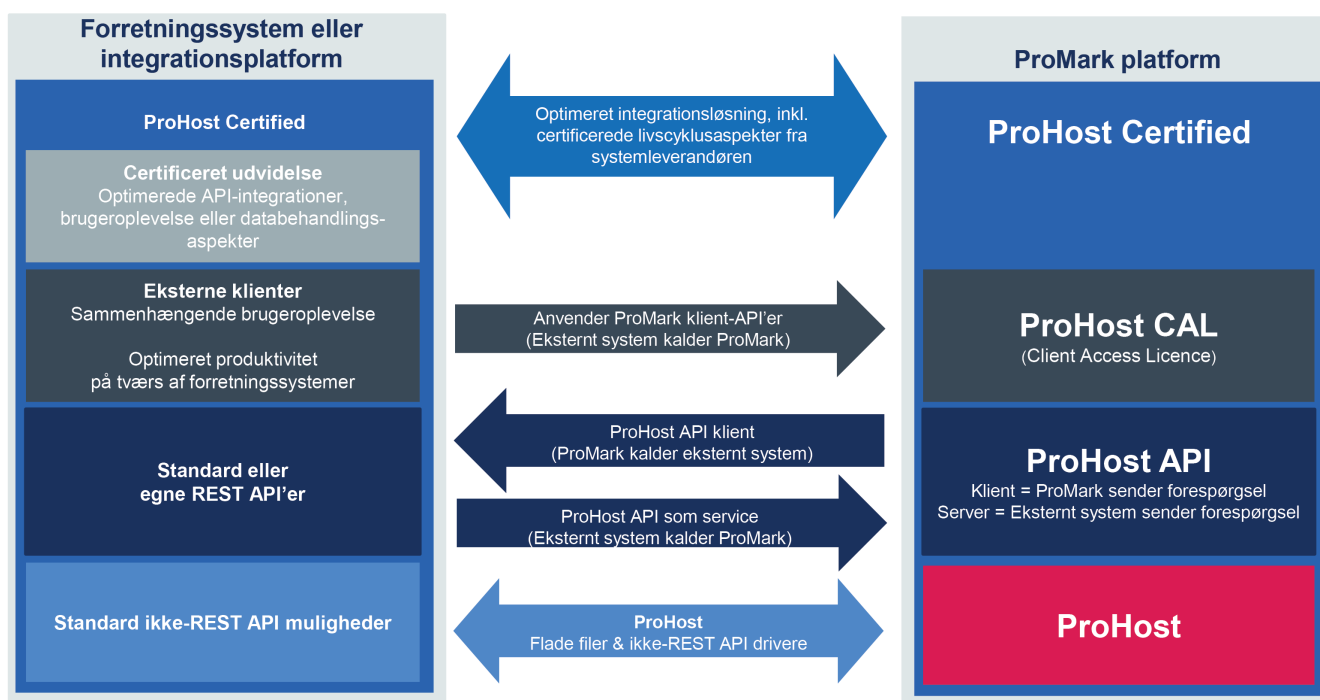 Forretningssystem eller
integrationsplatform
ProHost Certified
Certificeret udvidelse
Optimerede API-integrationer,
brugeroplevelse eller databehandlings-
aspekter
Eksterne klienter
Sammenhængende brugeroplevelse
Optimeret produktivitet
på tværs af forretningssystemer
Standard eller
egne REST API’er
Standard ikke-REST API muligheder
Optimeret integrationsløsning, inkl.
certificerede livscyklusaspekter fra
systemleverandøren
Anvender ProMark klient-API’er
(Eksternt system kalder ProMark)
ProHost API klient
(ProMark kalder eksternt system)
ProHost API som service
(Eksternt system kalder ProMark)
ProHost
Flade filer & ikke-REST API drivere
ProMark platform
ProHost Certified
ProHost CAL
(Client Access Licence)
ProHost API
Klient = ProMark sender forespørgsel
Server = Eksternt system sender forespørgsel
ProHost